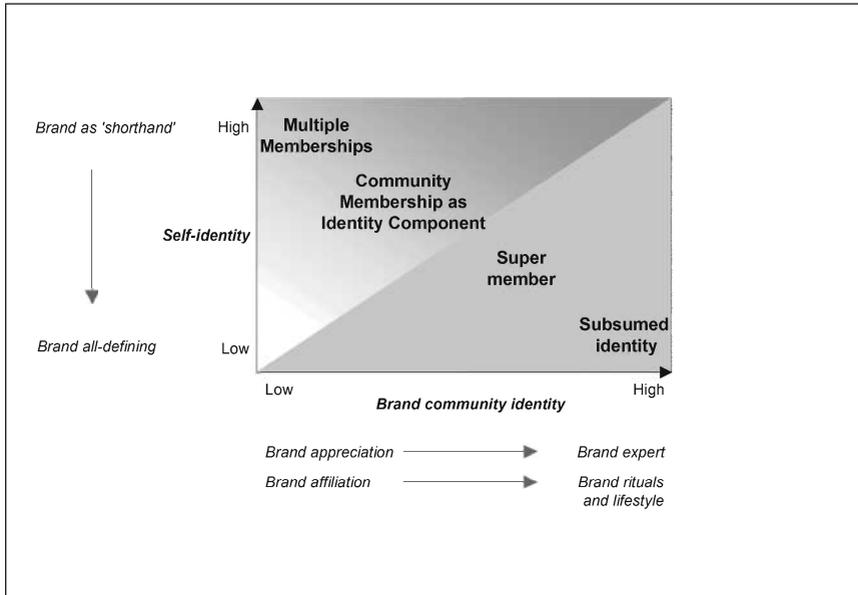 Brand as 'shorthand'
High
Multiple
Memberships
Community
Membership as
Identity Component
Self-identity
Super
member
Subsumed
identity
Brand all-defining
Low
Low
High
Brand community identity
Brand appreciation
Brand expert
Brand affiliation
Brand rituals
and lifestyle